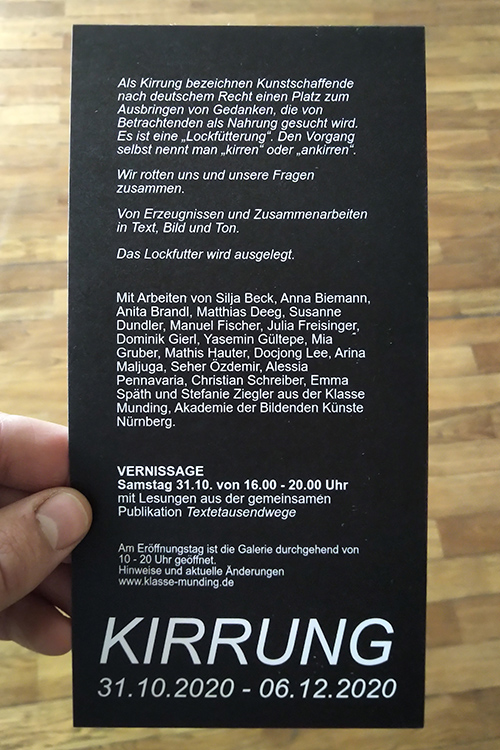 Als Kirrung bezeichnen Kunstschaffende
nach deutschem Recht einen Platz zum
Ausbringen von Gedanken, die von
Betrachtenden als Nahrung gesucht wird.
Es ist eine „Lockfütterung“. Den Vorgang
selbst nennt man „kirren“ oder „ankirren“.
Wir rotten uns und unsere Fragen
zusammen.
Von Erzeugnissen und Zusammenarbeiten
in Text, Bild und Ton.
Das Lockfutter wird ausgelegt.
Mit Arbeiten von Silja Beck, Anna Biemann,
Anita Brandl, Matthias Deeg, Susanne
Dundler, Manuel Fischer, Julia Freisinger,
Dominik Gierl, Yasemin Gültepe, Mia
Gruber, Mathis Hauter, Docjong Lee, Arina
Maljuga, Seher Özdemir, Alessia
Pennavaria, Christian Schreiber, Emma
Späth und Stefanie Ziegler aus der Klasse
Munding, Akademie der Bildenden Künste
Nürnberg.
VERNISSAGE
Samstag 31.10. von 16.00 - 20.00 Uhr
mit Lesungen aus der gemeinsamen
Publikation Textetausendwege
Am Eröffnungstag ist die Galerie durchgehend von
10 - 20 Uhr geöffnet.
Hinweise und aktuelle Änderungen
www.klasse-munding.de
KIRRUNG
31.10.2020 - 06.12.2020